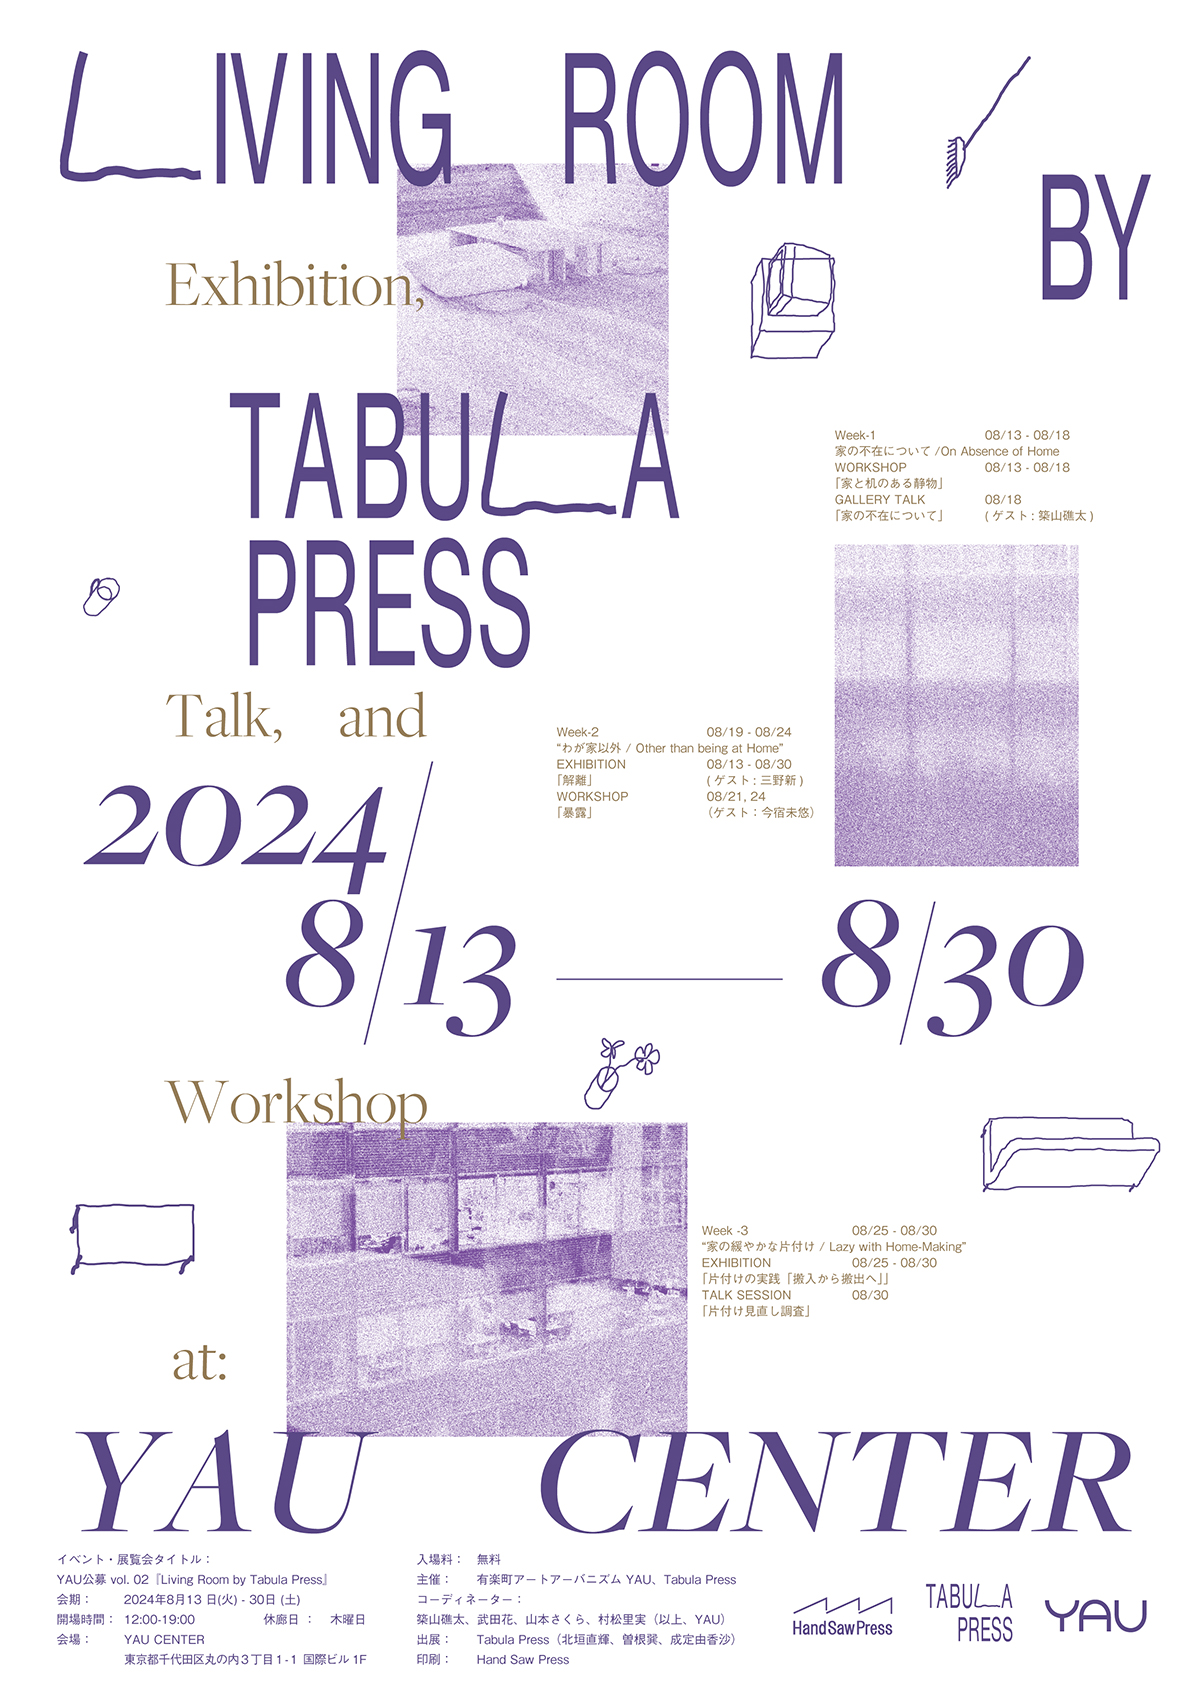 LIVING ROOM
BY
Exhibition,
TABULA
PRESS
Week-1 08/13 - 08/18
家の不在について /On Absence of Home
WORKSHOP 08/13 - 08/18
「家と机のある静物」
GALLERY TALK 08/18
「家の不在について」 ( ゲスト : 築山礁太 )
Talk, and
Week-2 08/19 - 08/24
“わが家以外 / Other than being at Home”
EXHIBITION 08/13 - 08/30
「解離」 ( ゲスト : 三野新 )
WORKSHOP 08/21, 24
「暴露」 （ゲスト：今宿未悠）
2024/
8/13 — 8/30
Workshop
Week -3 08/25 - 08/30
“家の緩やかな片付け / Lazy with Home-Making”
EXHIBITION 08/25 - 08/30
「片付けの実践「搬入から搬出へ」」
TALK SESSION 08/30
「片付け見直し調査」
at:
YAU CENTER
イベント・展覧会タイトル：
YAU公募 vol. 02『Living Room by Tabula Press』
会期： 2024年8月13 日(火) - 30日 (土)
開場時間： 12:00-19:00 休廊日 ： 木曜日
会場： YAU CENTER
東京都千代田区丸の内３丁目1 - 1 国際ビル 1F
入場料： 無料
主催： 有楽町アートアーバニズム YAU、Tabula Press
コーディネーター：
築山礁太、武田花、山本さくら、村松里実（以上、YAU）
出展： Tabula Press（北垣直輝、曽根巽、成定由香沙）
印刷： Hand Saw Press
Hand Saw Press
TABULA
PRESS
YAU